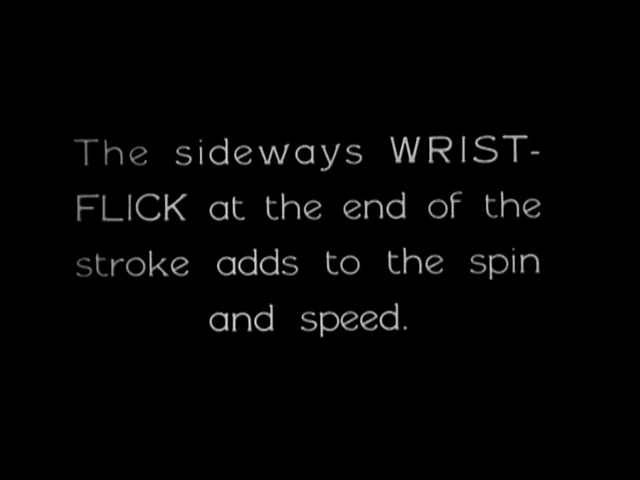 The sideways WRIST-
FLICK at the end of the
stroke adds to the spin
and speed.